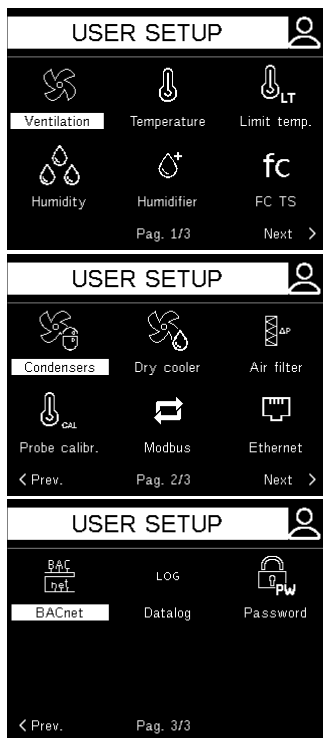 USER SETUP
LT
Ventilation Temperature Limit temp.
+
fc
Humidity Humidifier FC TS
Pag. 1/3 Next >
USER SETUP
ΔP
Condensers Dry cooler Air filter
CAL
Probe calibr. Modbus Ethernet
< Prev. Pag. 2/3 Next >
USER SETUP
BAC
net
LOG
PW
BACnet Datalog Password
< Prev. Pag. 3/3